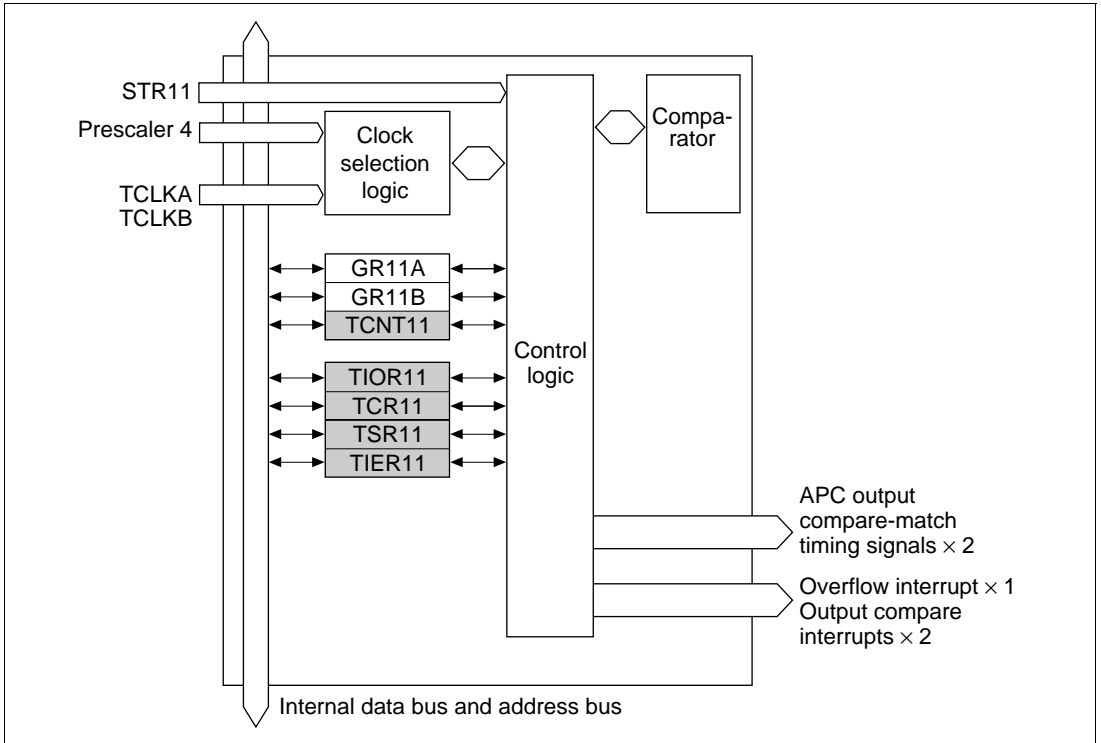 STR11
Prescaler 4
TCLKA
TCLKB
Clock
selection
logic
Compa-
rator
GR11A
GR11B
TCNT11
TIOR11
TCR11
TSR11
TIER11
Control
logic
APC output
compare-match
timing signals × 2
Overflow interrupt × 1
Output compare
interrupts × 2
Internal data bus and address bus